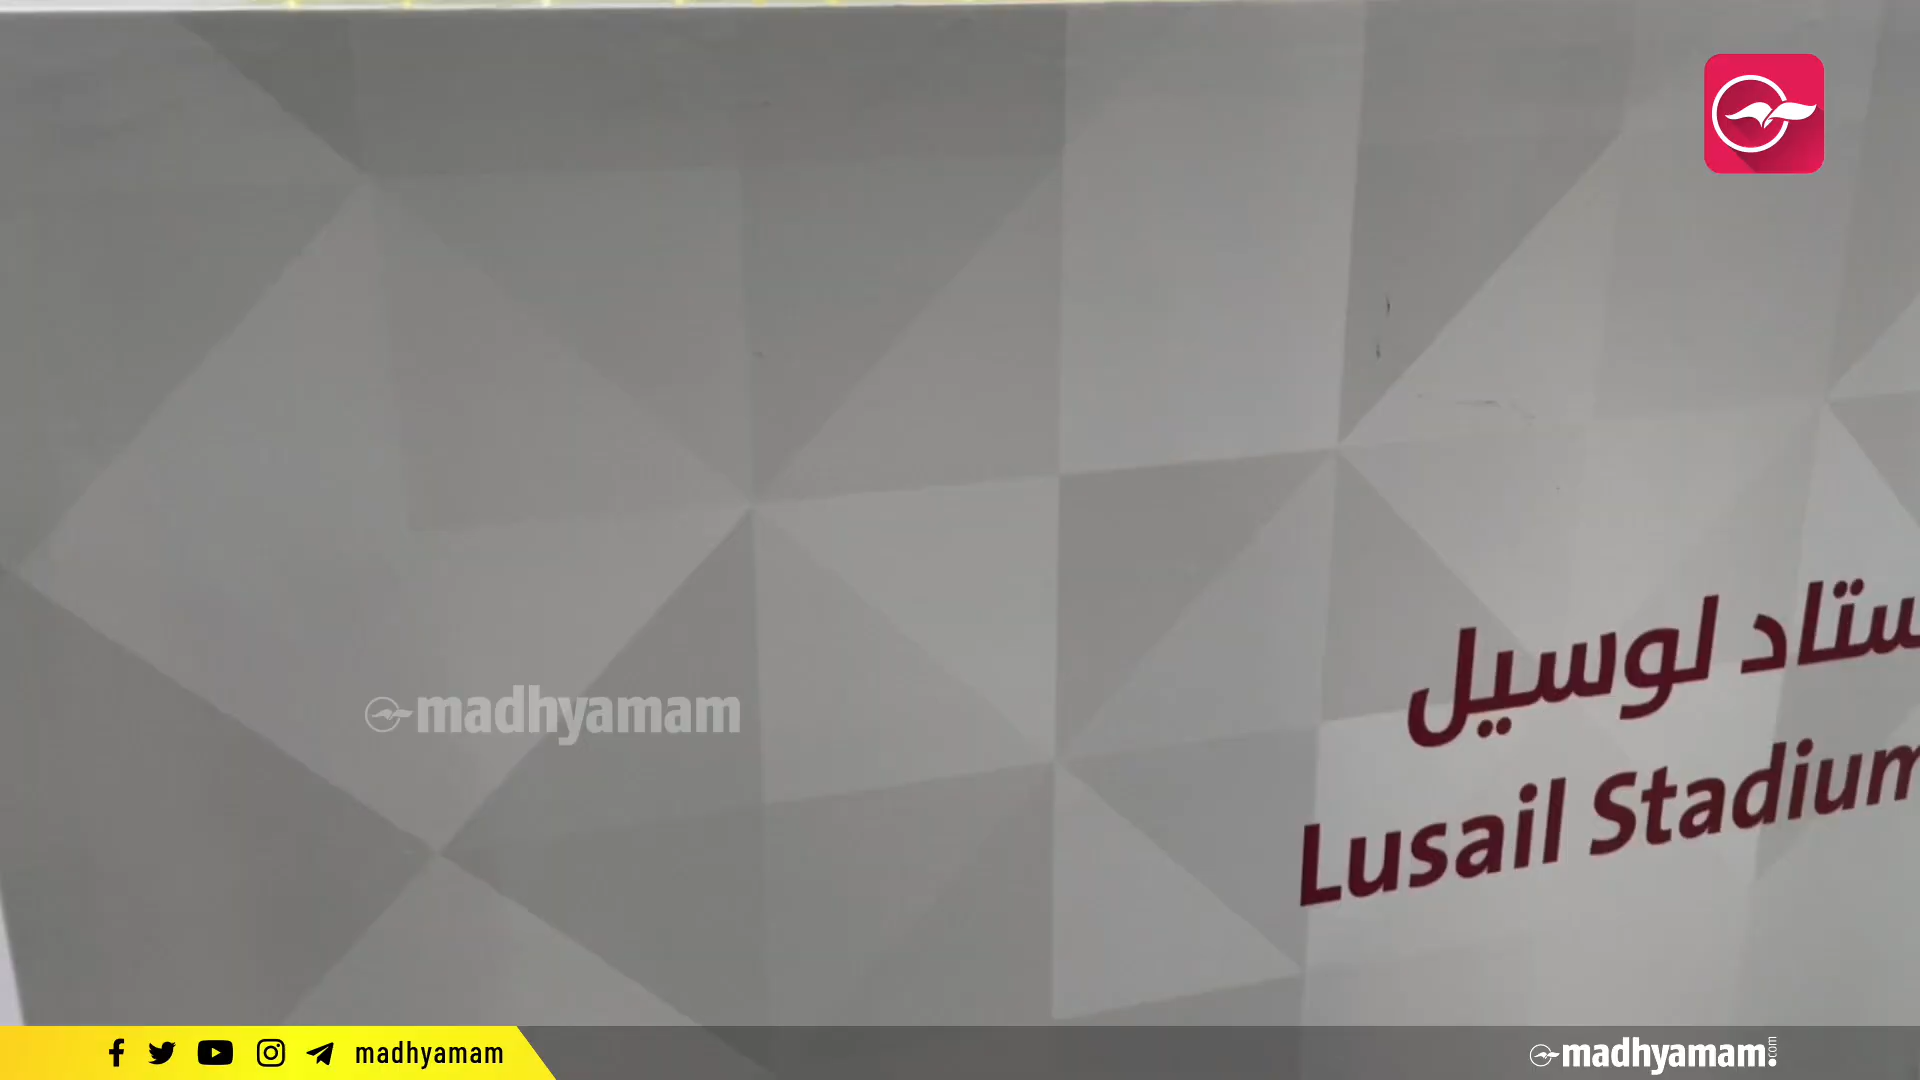 ستاد لوسيل
Lusail Stadium
madhyamam
madhyamam
madhyamam.com